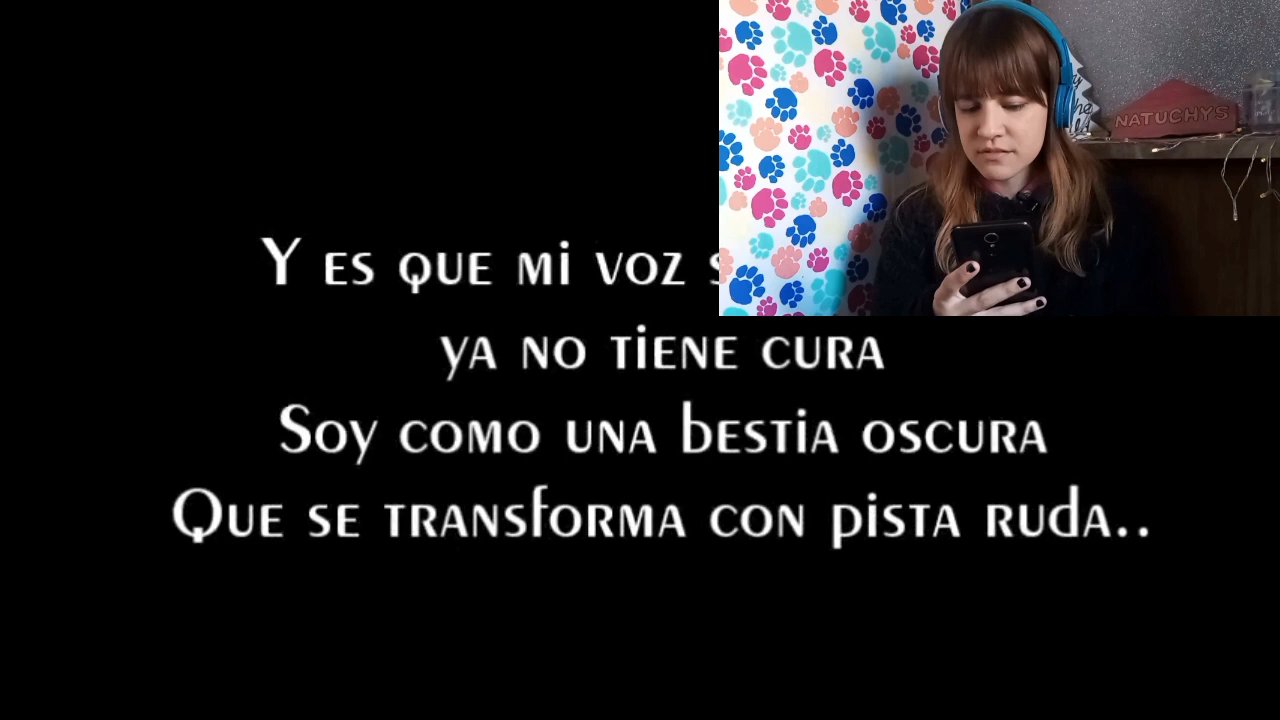 Y es que mi voz
ya no tiene cura
Soy como una bestia oscura
Que se transforma con pista ruda..
NATUCHYS